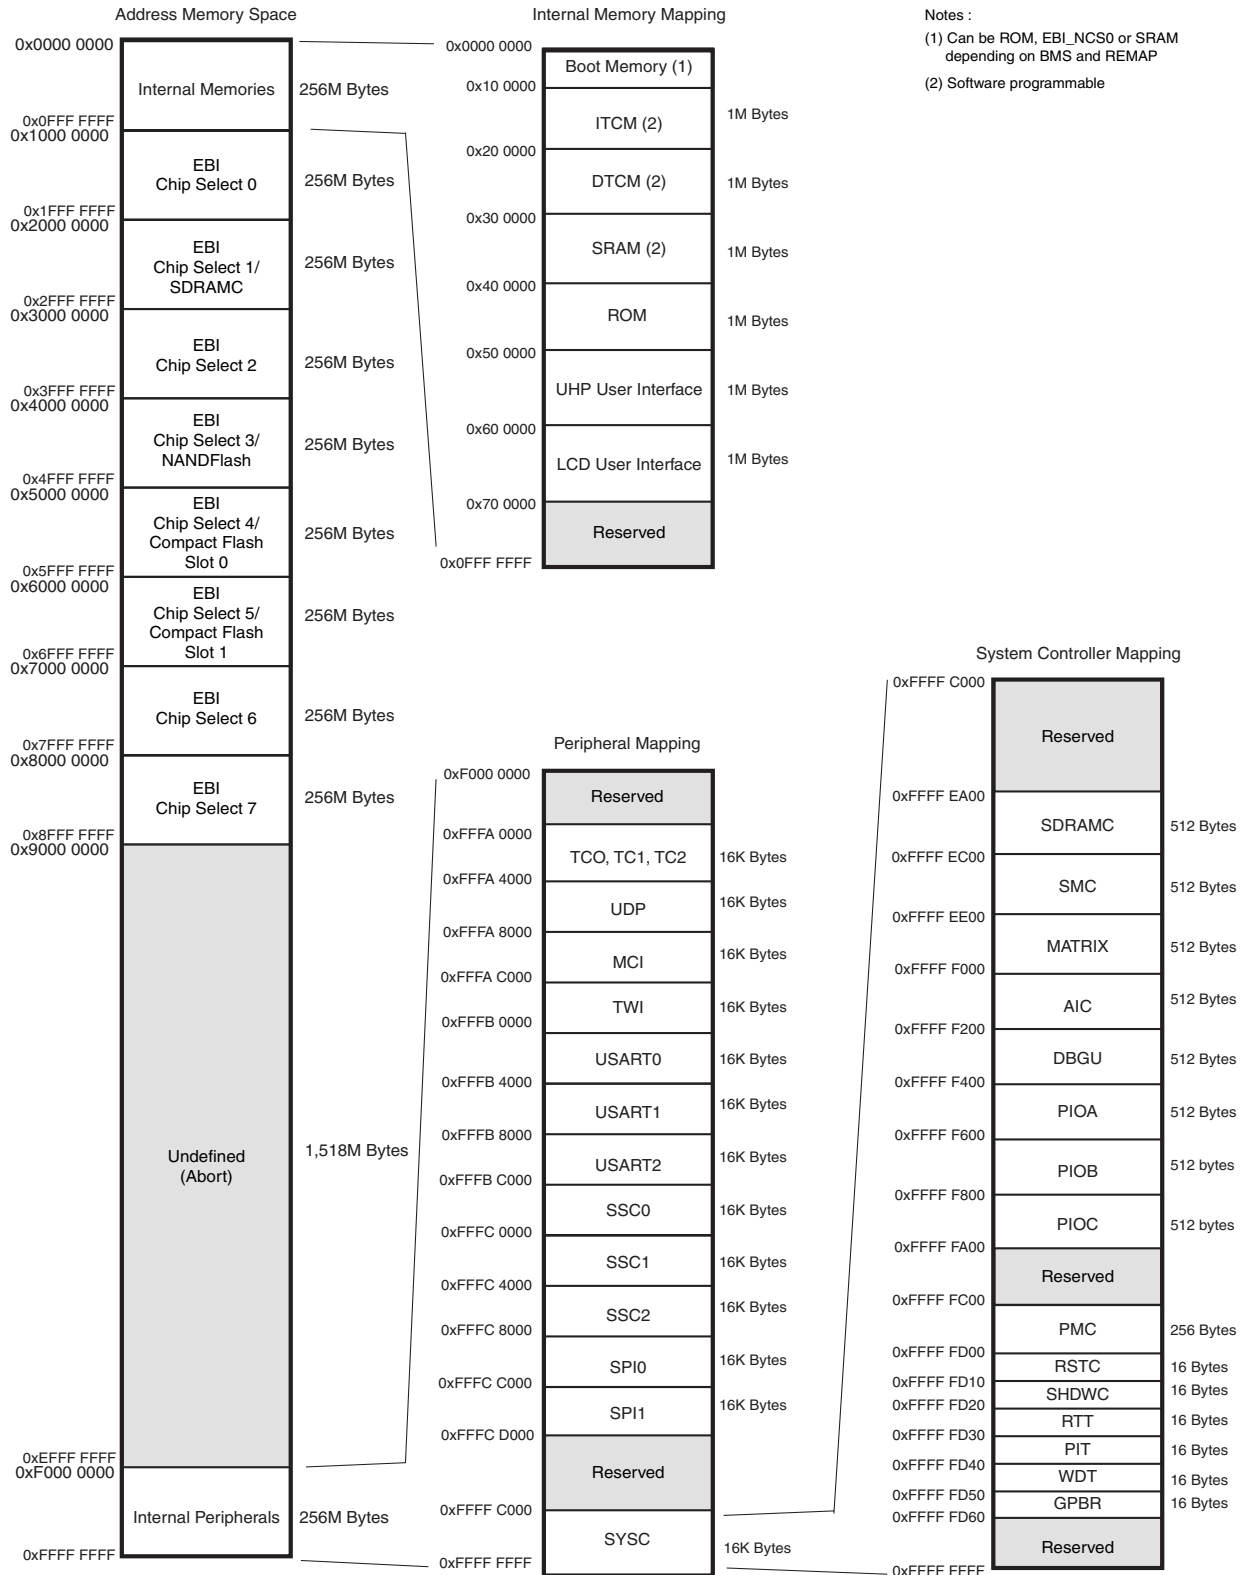 Address Memory Space
0x0000 0000
Internal Memories
256M Bytes
0x0FFF FFFF
0x1000 0000
EBI
Chip Select 0
256M Bytes
0x1FFF FFFF
0x2000 0000
EBI
Chip Select 1/
SDRAMC
256M Bytes
0x2FFF FFFF
0x3000 0000
EBI
Chip Select 2
256M Bytes
0x3FFF FFFF
0x4000 0000
EBI
Chip Select 3/
NANDFlash
256M Bytes
0x4FFF FFFF
0x5000 0000
EBI
Chip Select 4/
Compact Flash
Slot 0
256M Bytes
0x5FFF FFFF
0x6000 0000
EBI
Chip Select 5/
Compact Flash
Slot 1
256M Bytes
0x6FFF FFFF
0x7000 0000
EBI
Chip Select 6
256M Bytes
0x7FFF FFFF
0x8000 0000
EBI
Chip Select 7
256M Bytes
0x8FFF FFFF
0x9000 0000
Undefined
(Abort)
1,518M Bytes
0xEFFF FFFF
0xF000 0000
Internal Peripherals
256M Bytes
0xFFFF FFFF
Internal Memory Mapping
0x0000 0000
Boot Memory (1)
0x10 0000
ITCM (2)
1M Bytes
0x20 0000
DTCM (2)
1M Bytes
0x30 0000
SRAM (2)
1M Bytes
0x40 0000
ROM
1M Bytes
0x50 0000
UHP User Interface
1M Bytes
0x60 0000
LCD User Interface
1M Bytes
0x70 0000
Reserved
0x0FFF FFFF
Notes :
(1) Can be ROM, EBI_NCS0 or SRAM
depending on BMS and REMAP
(2) Software programmable
Peripheral Mapping
0xF000 0000
Reserved
0xFFFA 0000
TCO, TC1, TC2
16K Bytes
0xFFFA 4000
UDP
16K Bytes
0xFFFA 8000
MCI
16K Bytes
0xFFFA C000
TWI
16K Bytes
0xFFFB 0000
USART0
16K Bytes
0xFFFB 4000
USART1
16K Bytes
0xFFFB 8000
USART2
16K Bytes
0xFFFB C000
SSC0
16K Bytes
0xFFFC 0000
SSC1
16K Bytes
0xFFFC 4000
SSC2
16K Bytes
0xFFFC 8000
SPI0
16K Bytes
0xFFFC C000
SPI1
16K Bytes
0xFFFC D000
Reserved
0xFFFF C000
SYSC
16K Bytes
0xFFFF FFFF
System Controller Mapping
0xFFFF C000
Reserved
0xFFFF EA00
SDRAMC
512 Bytes
0xFFFF EC00
SMC
512 Bytes
0xFFFF EE00
MATRIX
512 Bytes
0xFFFF F000
AIC
512 Bytes
0xFFFF F200
DBGU
512 Bytes
0xFFFF F400
PIOA
512 Bytes
0xFFFF F600
PIOB
512 bytes
0xFFFF F800
PIOC
512 bytes
0xFFFF FA00
Reserved
0xFFFF FC00
PMC
256 Bytes
0xFFFF FD00
RSTC
16 Bytes
0xFFFF FD10
SHDWC
16 Bytes
0xFFFF FD20
RTT
16 Bytes
0xFFFF FD30
PIT
16 Bytes
0xFFFF FD40
WDT
16 Bytes
0xFFFF FD50
GPBR
16 Bytes
0xFFFF FD60
Reserved
0xFFFF FFFF